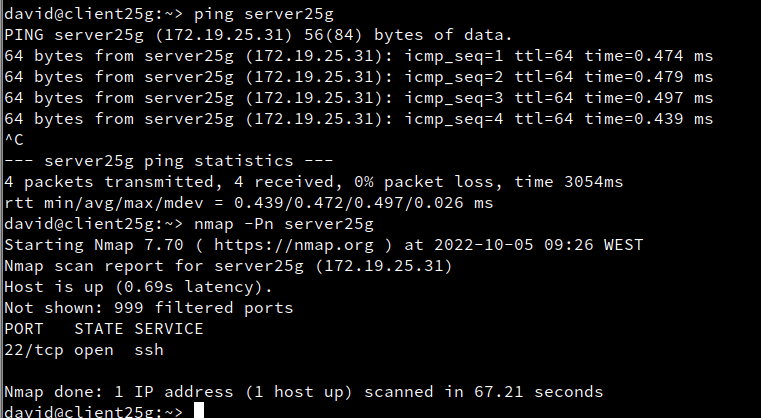 david@client25g:~> ping server25g
PING server25g (172.19.25.31) 56(84) bytes of data.
64 bytes from server25g (172.19.25.31): icmp_seq=1 ttl=64 time=0.474 ms
64 bytes from server25g (172.19.25.31): icmp_seq=2 ttl=64 time=0.479 ms
64 bytes from server25g (172.19.25.31): icmp_seq=3 ttl=64 time=0.497 ms
64 bytes from server25g (172.19.25.31): icmp_seq=4 ttl=64 time=0.439 ms
^C
--- server25g ping statistics ---
4 packets transmitted, 4 received, 0% packet loss, time 3054ms
rtt min/avg/max/mdev = 0.439/0.472/0.497/0.026 ms
david@client25g:~> nmap -Pn server25g
Starting Nmap 7.70 ( https://nmap.org ) at 2022-10-05 09:26 WEST
Nmap scan report for server25g (172.19.25.31)
Host is up (0.69s latency).
Not shown: 999 filtered ports
PORT   STATE SERVICE
22/tcp open  ssh

Nmap done: 1 IP address (1 host up) scanned in 67.21 seconds
david@client25g:~>